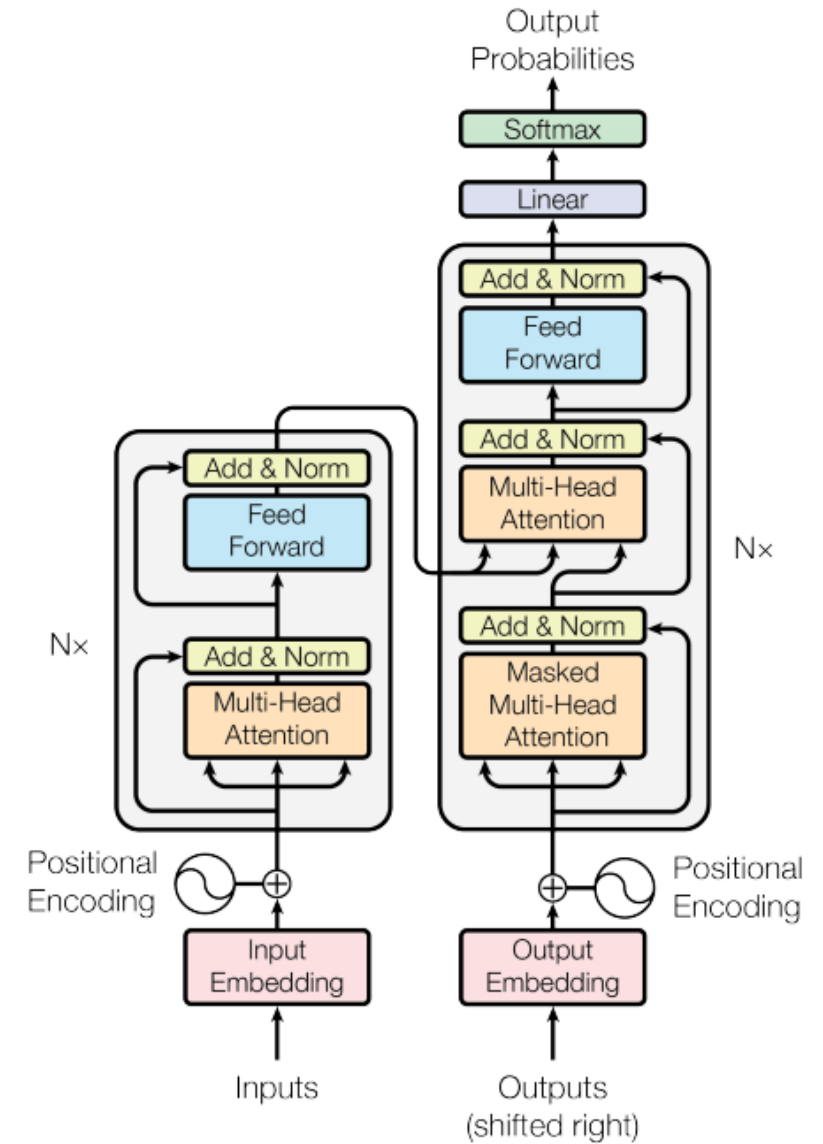 Output
Probabilities
Softmax
Linear
Add & Norm
Feed
Forward
Add & Norm
Multi-Head
Attention
Nx
Add & Norm
Masked
Multi-Head
Attention
Add & Norm
Feed
Forward
Nx
Add & Norm
Multi-Head
Attention
Positional
Encoding
Positional
Encoding
Input
Embedding
Output
Embedding
Inputs
Outputs
(shifted right)